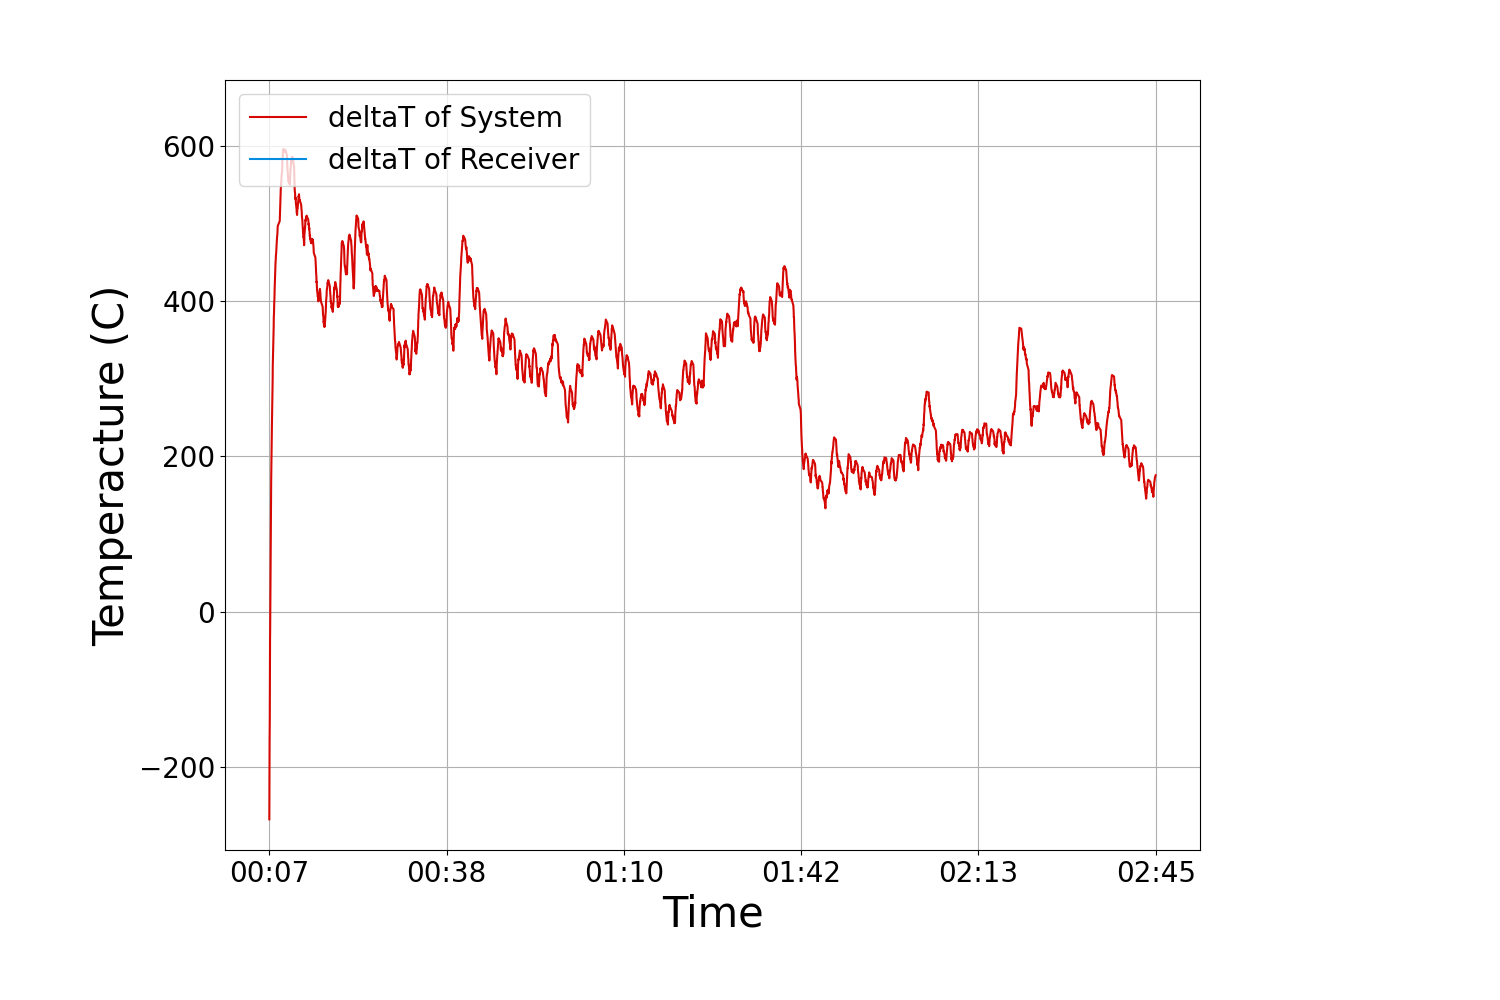 deltaT of System
deltaT of Receiver
600
400
200
0
−200
Temperacture (C)
00:07 00:38 01:10 01:42 02:13 02:45
Time